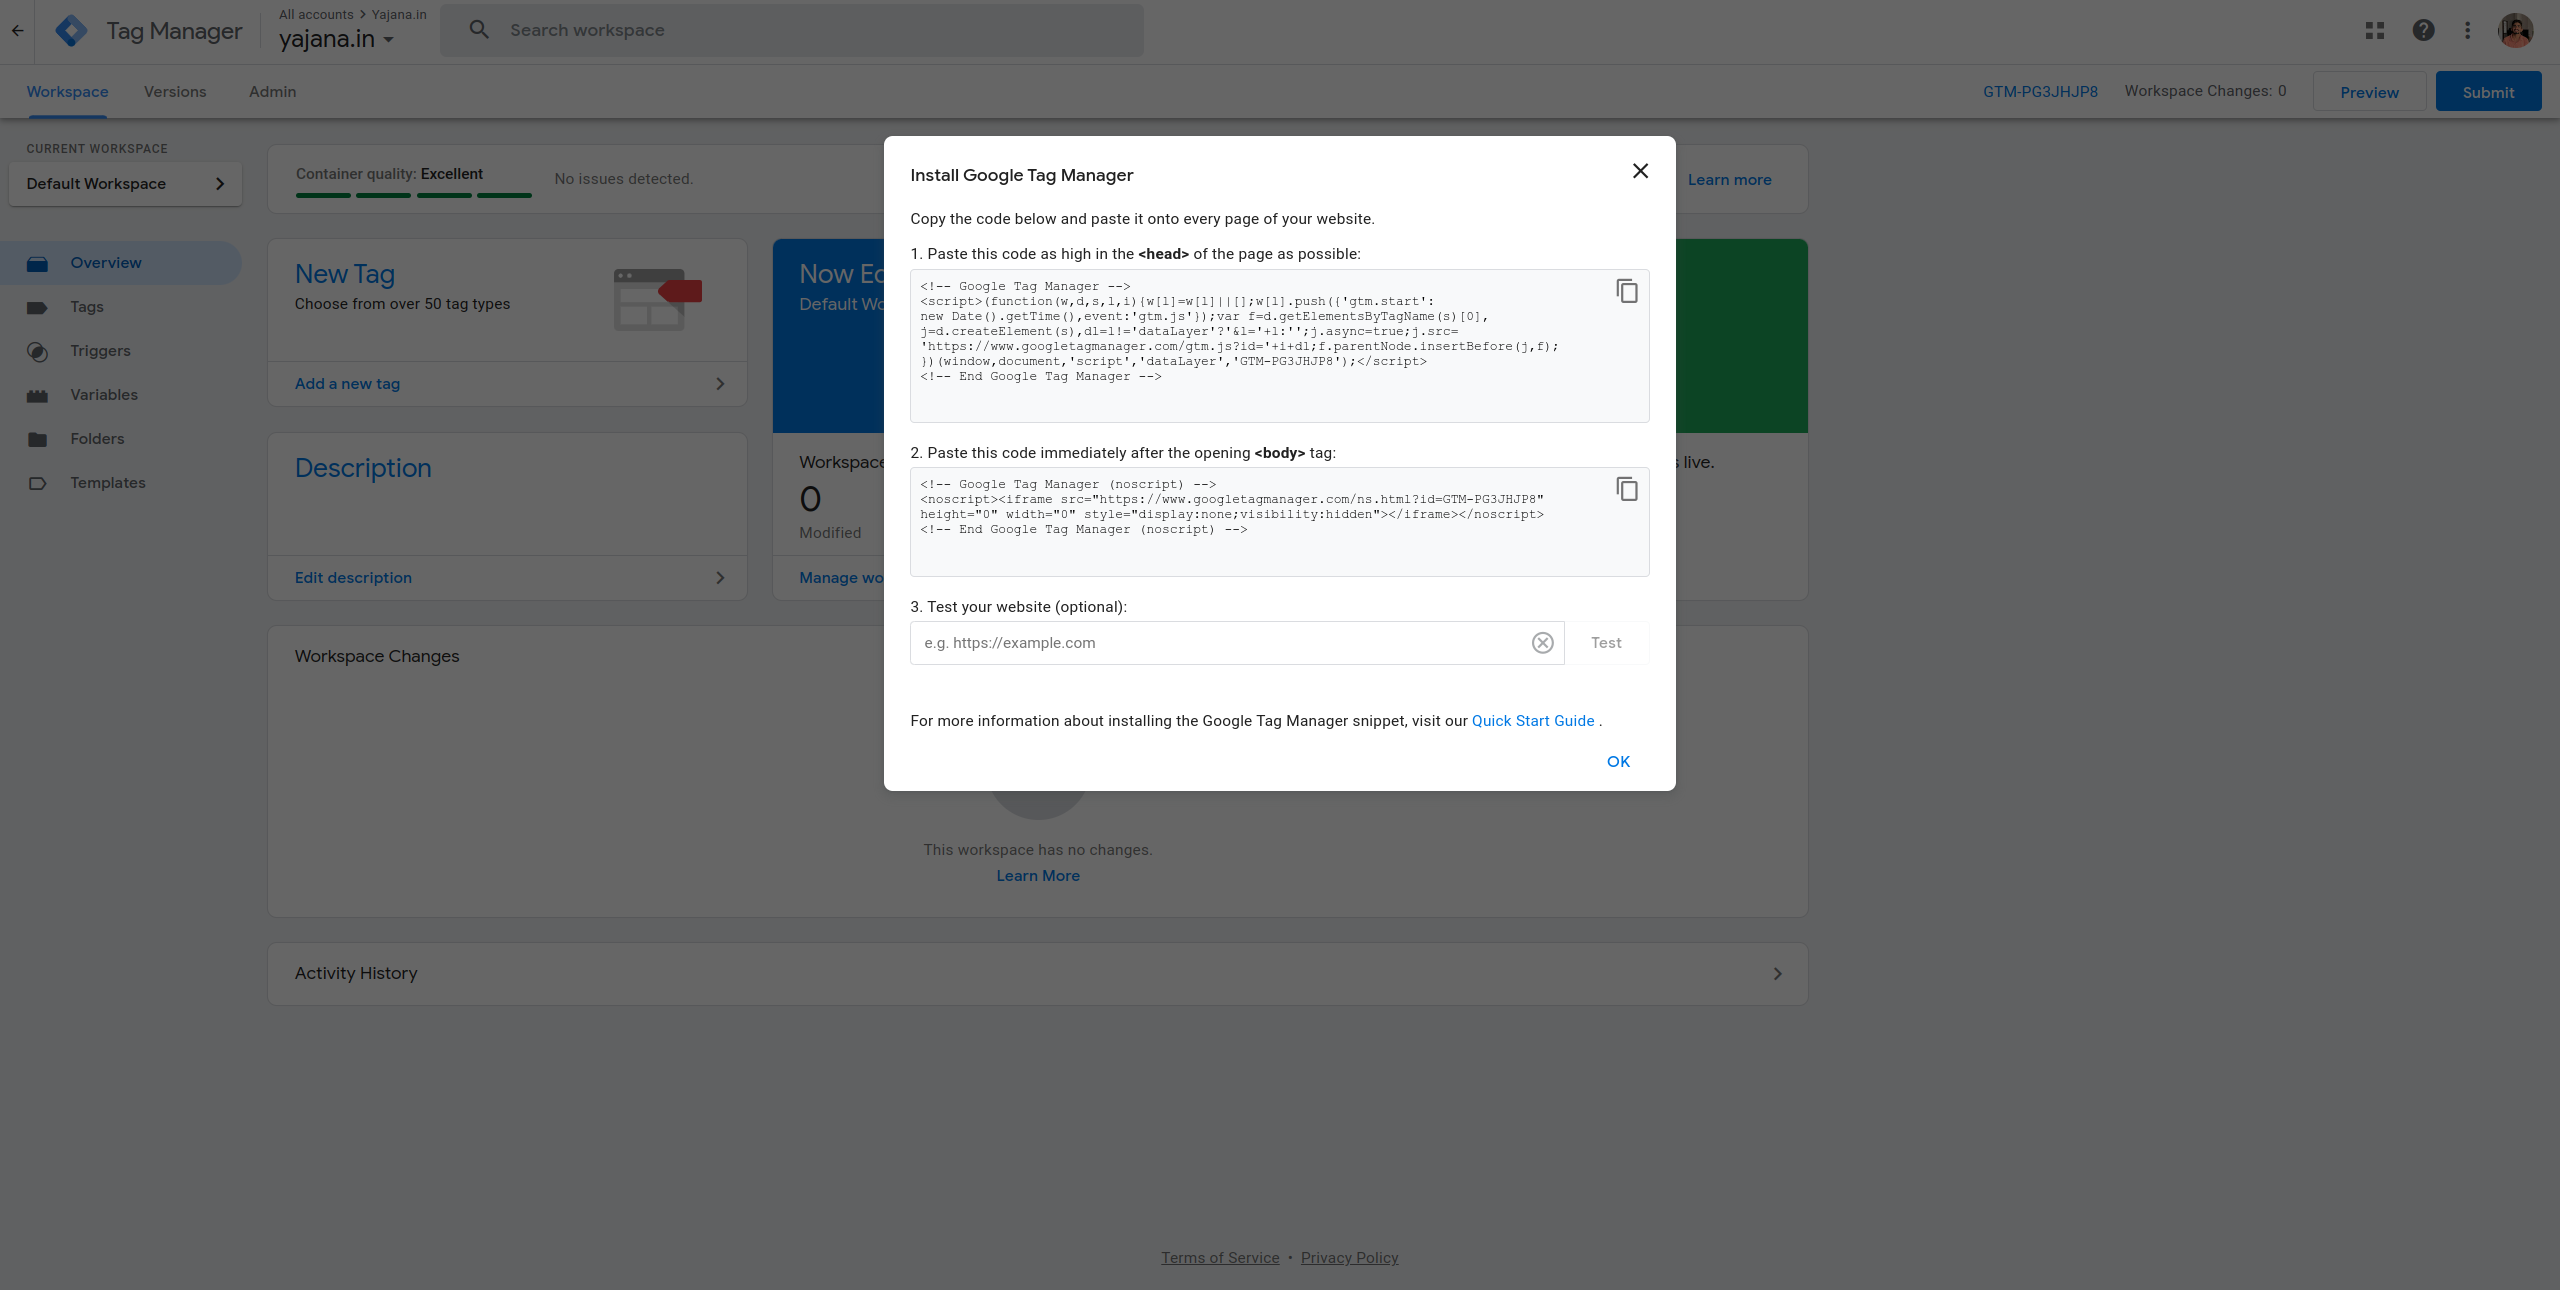 Tag Manager
All accounts > Yajana.in
yajana.in
Search workspace
Workspace
Versions
Admin
GTM-PG3JHJP8
Workspace Changes: 0
Preview
Submit
CURRENT WORKSPACE
Default Workspace
Overview
Tags
Triggers
Variables
Folders
Templates
Container quality: Excellent
No issues detected.
Learn more
New Tag
Choose from over 50 tag types
Add a new tag
Description
Edit description
Now
Default
Workspace
0
Modified
Manage
live.
Workspace Changes
This workspace has no changes.
Learn More
Activity History
Terms of Service • Privacy Policy
Install Google Tag Manager
Copy the code below and paste it onto every page of your website.
1. Paste this code as high in the <head> of the page as possible:
<!-- Google Tag Manager -->
<script>(function(w,d,s,l,i){w[l]=w[l]||[];w[l].push({'gtm.start':
new Date().getTime(),event:'gtm.js'});var f=d.getElementsByTagName(s)[0],
j=d.createElement(s),dl=l!='dataLayer'?'&l='+l:'';j.async=true;j.src=
'https://www.googletagmanager.com/gtm.js?id='+i+dl;f.parentNode.insertBefore(j,f);
})(window,document,'script','dataLayer','GTM-PG3JHJP8');</script>
<!-- End Google Tag Manager -->
2. Paste this code immediately after the opening <body> tag:
<!-- Google Tag Manager (noscript) -->
<noscript><iframe src="https://www.googletagmanager.com/ns.html?id=GTM-PG3JHJP8"
height="0" width="0" style="display:none;visibility:hidden"></iframe></noscript>
<!-- End Google Tag Manager (noscript) -->
3. Test your website (optional):
e.g. https://example.com
Test
For more information about installing the Google Tag Manager snippet, visit our Quick Start Guide .
OK